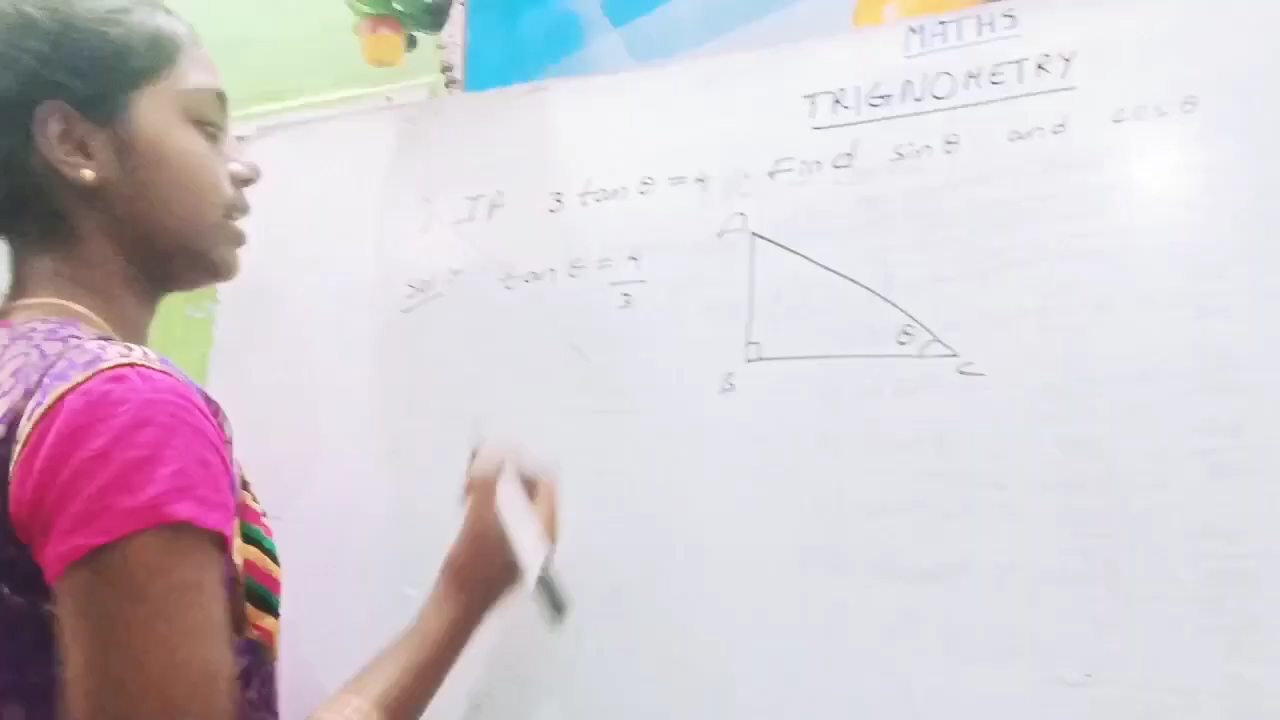 MATHS
TRIGNOMETRY
If 3 tan θ = 4 ; Find sin θ and cos θ
Sol: tan θ = 4/3
A
θ
B C